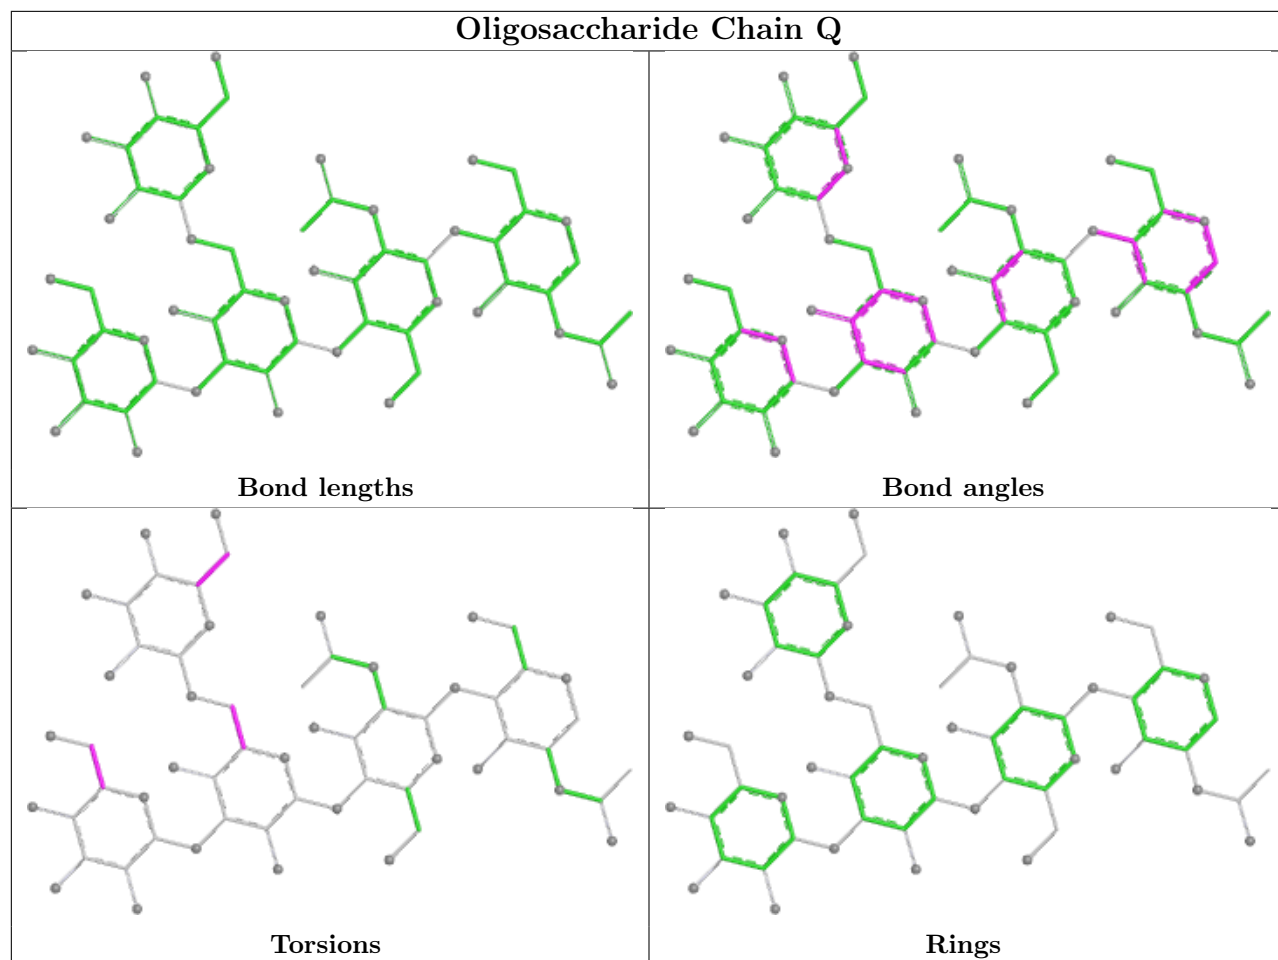 Oligosaccharide Chain Q
Bond lengths
Bond angles
Torsions
Rings